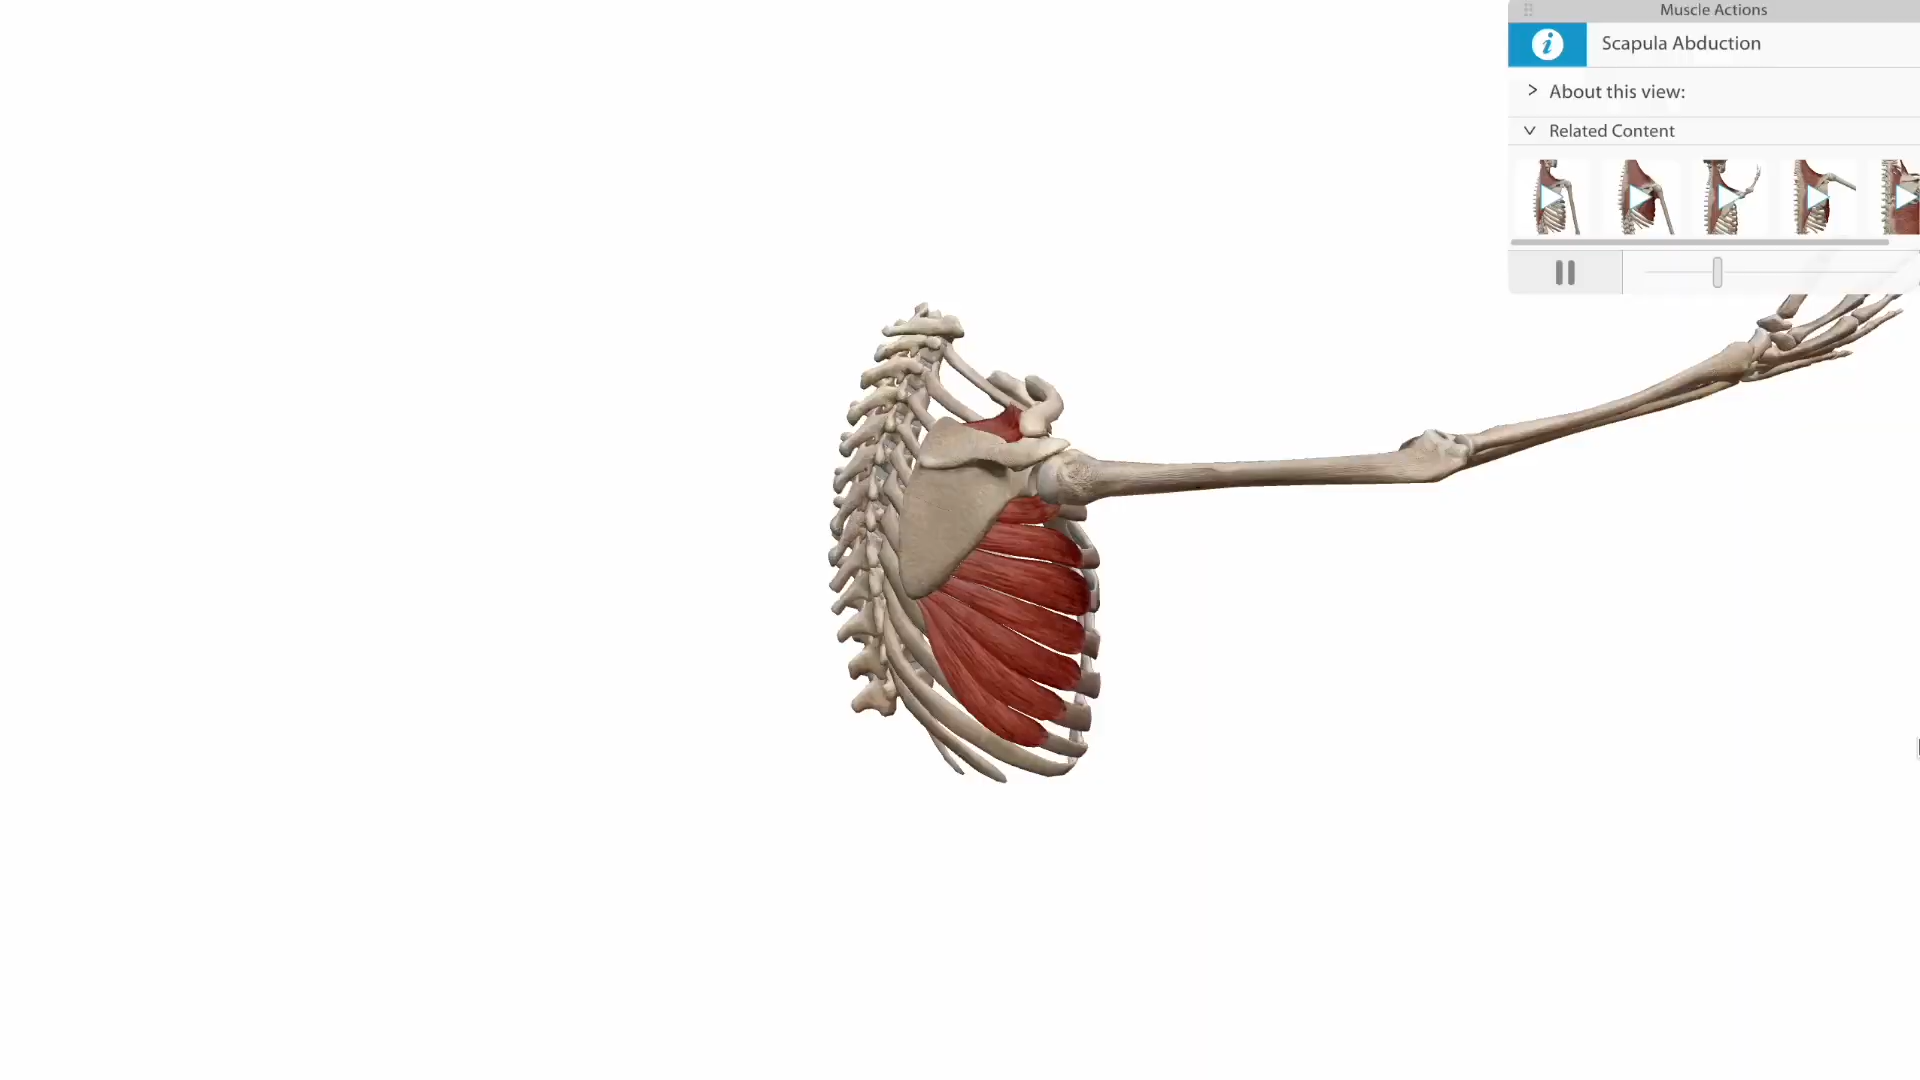 Muscle Actions
i Scapula Abduction
> About this view:
Related Content